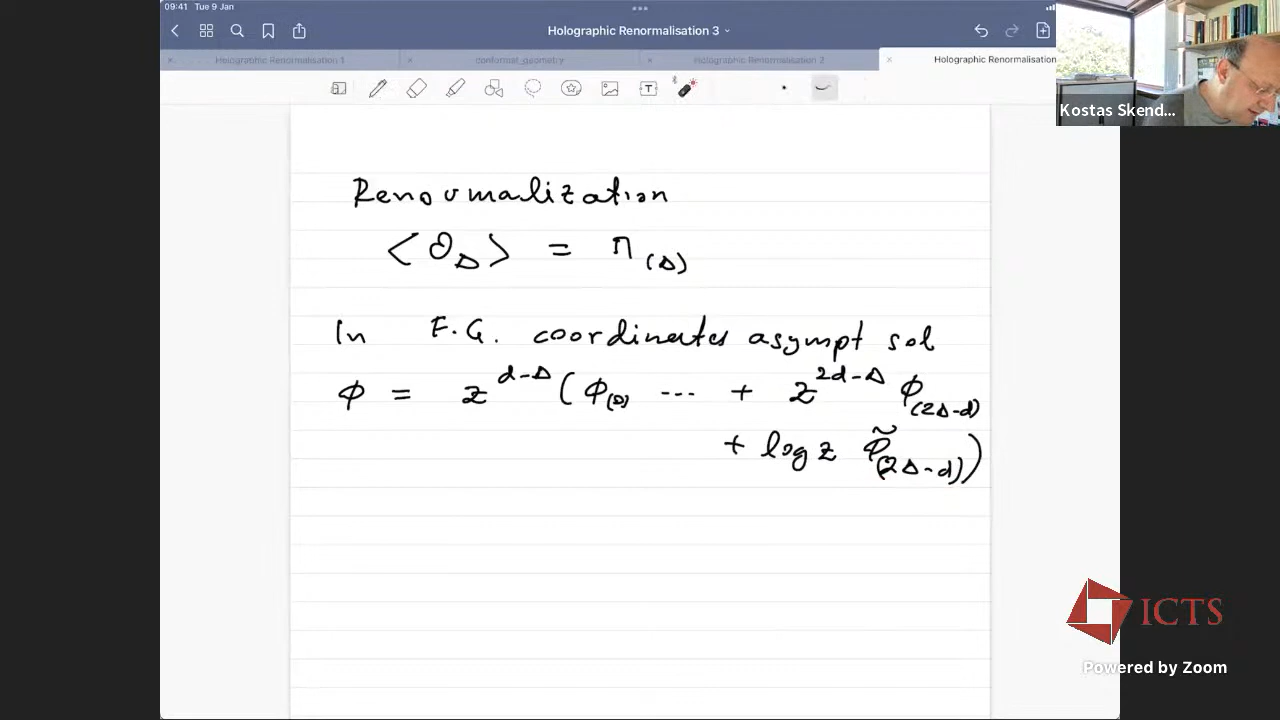 09:41 Tue 9 Jan
Holographic Renormalisation 3
Holographic Renormalisation 1
conformal_geometry
Holographic Renormalisation 2
Holographic Renormalisation
Kostas Skend...
Renormalization
<O_Δ> = π_(Δ)
In F.G. coordinates asympt sol
φ = z^{d-Δ} (φ_(0) --- + z^{2d-Δ} φ_(2Δ-d)
+ log z φ̃_(2Δ-d))
ICTS
Powered by Zoom